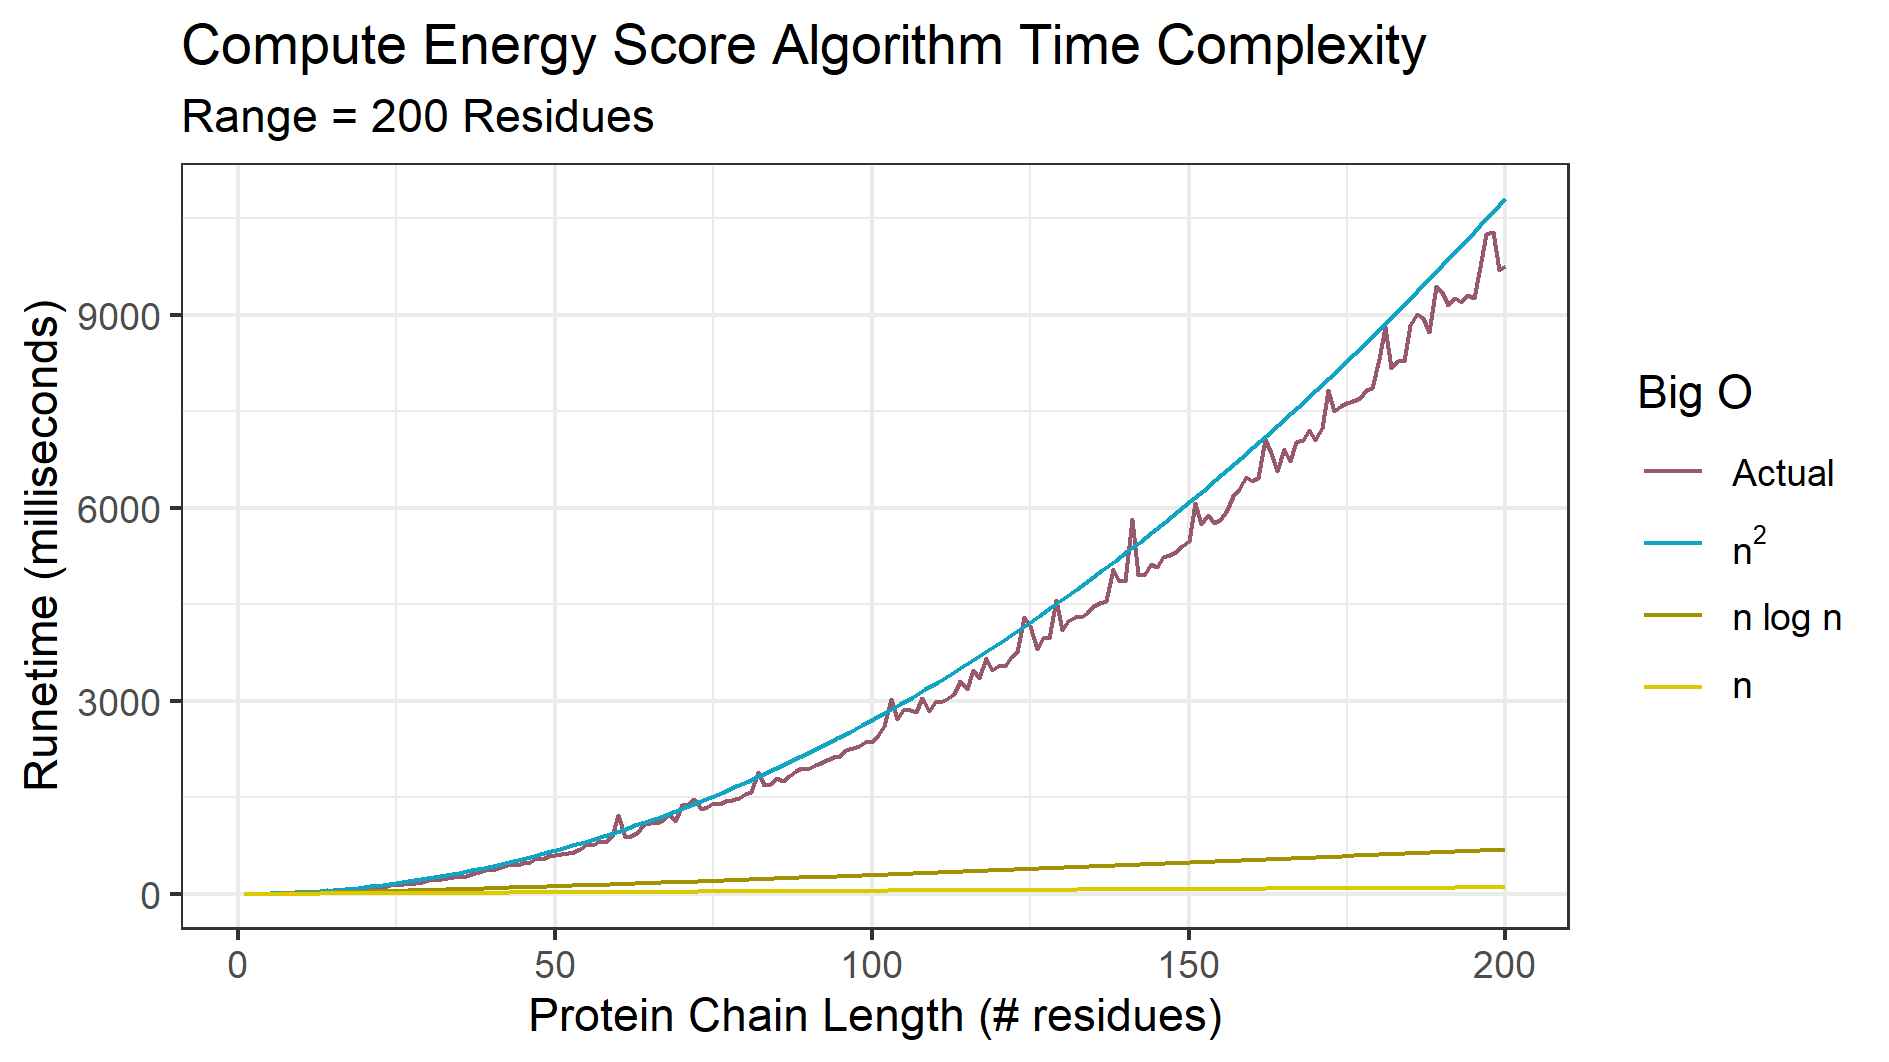 Compute Energy Score Algorithm Time Complexity
Range = 200 Residues
Runetime (milliseconds)
9000
6000
3000
0
0 50 100 150 200
Protein Chain Length (# residues)
Big O
Actual
n²
n log n
n